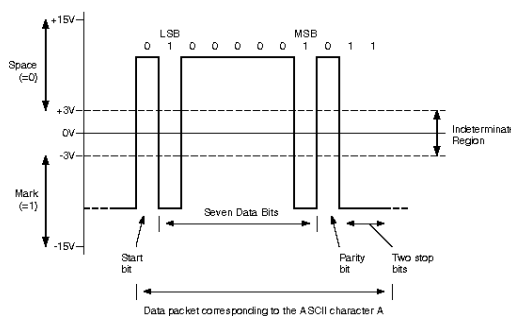 +15V
LSB MSB
0 1 0 0 0 0 0 1 0 1 1
Space
(=0)
+3V
0V
-3V
Indeterminate
Region
Mark
(=1)
Seven Data Bits
-15V
Start
bit
Parity
bit
Two stop
bits
Data packet corresponding to the ASCII character A